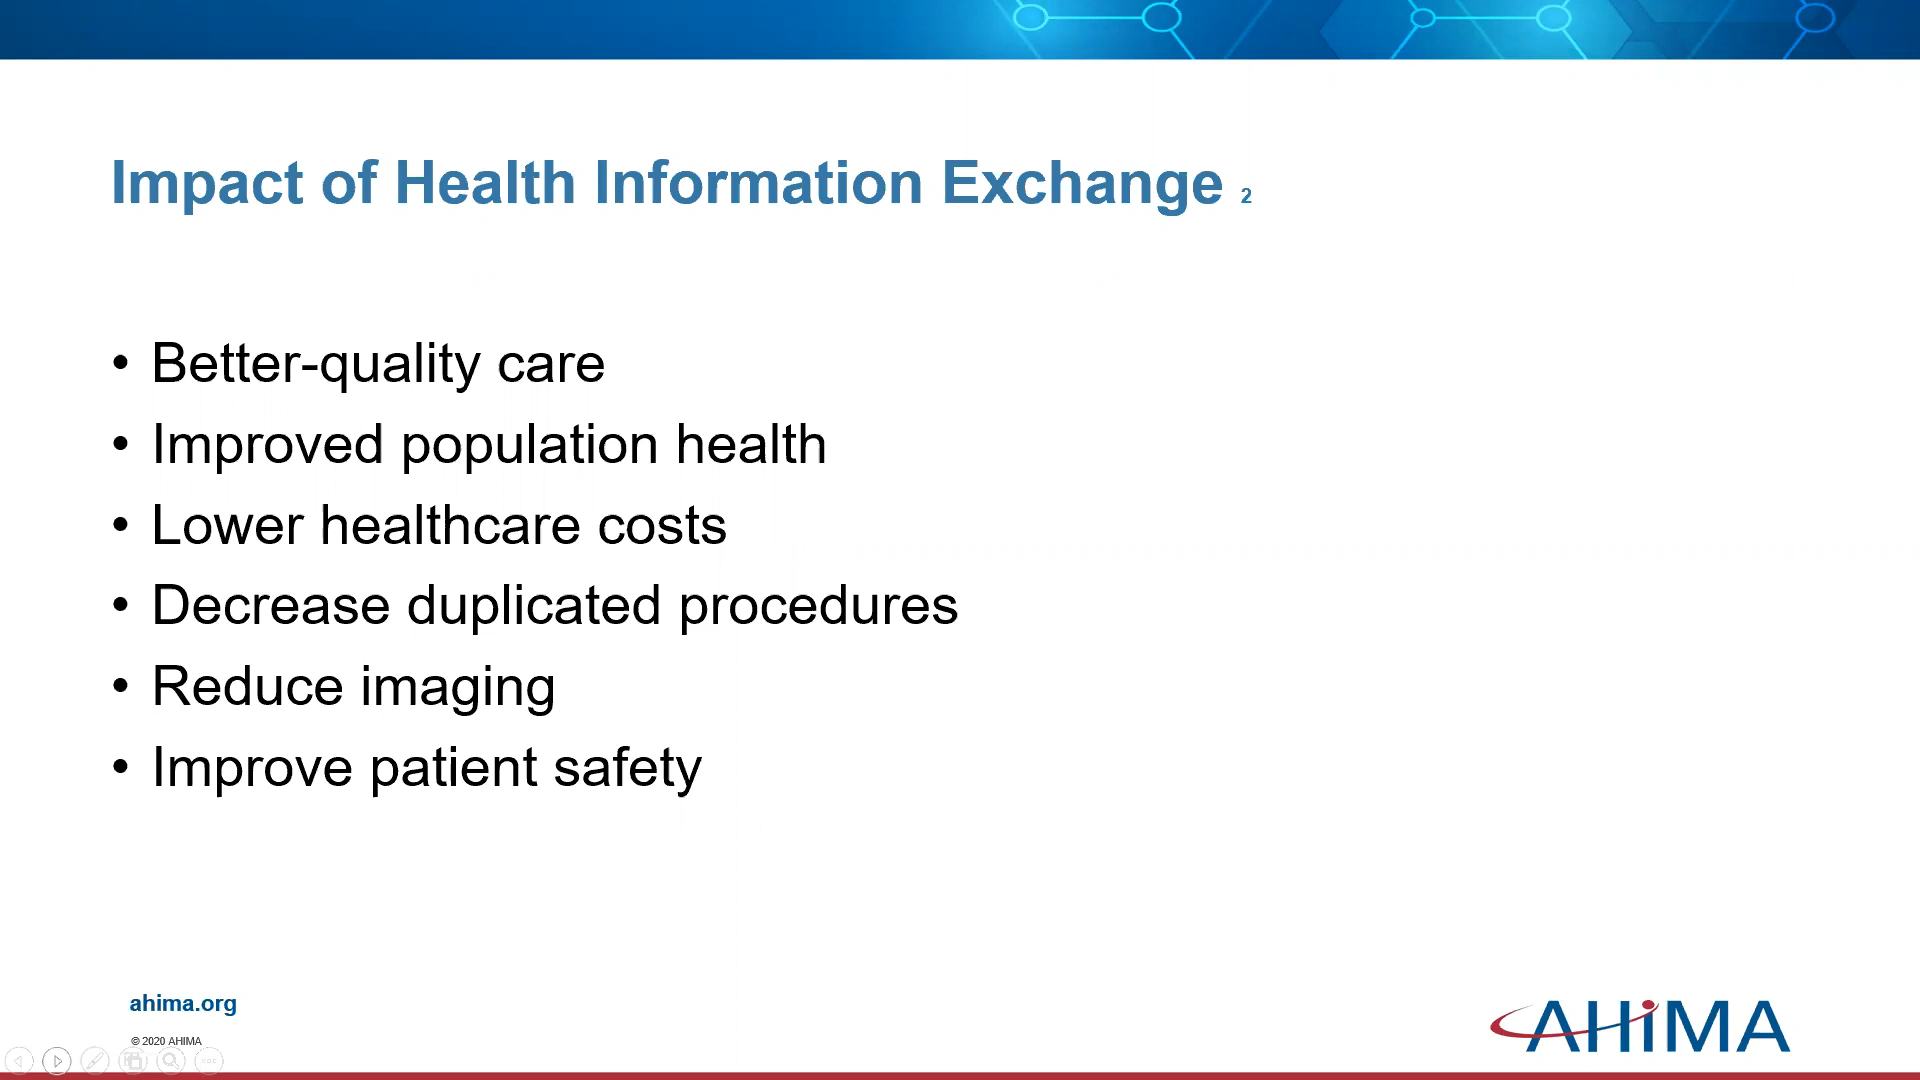 Impact of Health Information Exchange 2
• Better-quality care
• Improved population health
• Lower healthcare costs
• Decrease duplicated procedures
• Reduce imaging
• Improve patient safety
ahima.org
© 2020 AHIMA
AHiMA